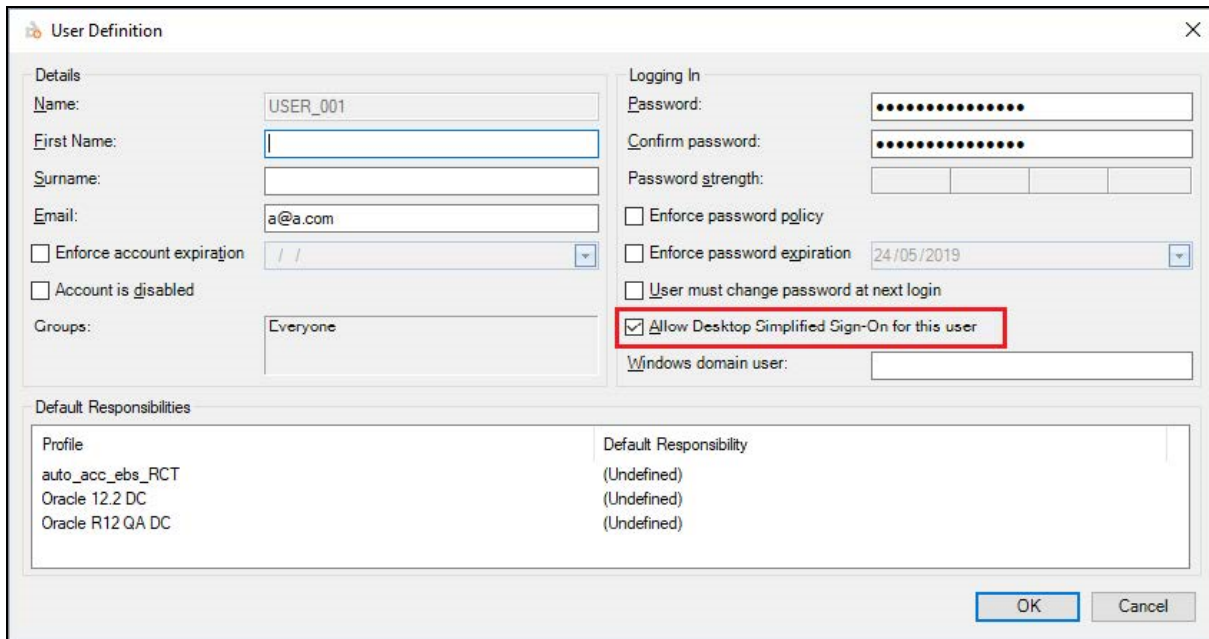 User Definition
Details
Name: USER_001
First Name:
Surname:
Email: a@a.com
Enforce account expiration / /
Account is disabled
Groups: Everyone
Logging In
Password: •••••••••••••••
Confirm password: •••••••••••••••
Password strength:
Enforce password policy
Enforce password expiration 24/05/2019
User must change password at next login
Allow Desktop Simplified Sign-On for this user
Windows domain user:
Default Responsibilities
Profile Default Responsibility
auto_acc_ebs_RCT (Undefined)
Oracle 12.2 DC (Undefined)
Oracle R12 QA DC (Undefined)
OK Cancel